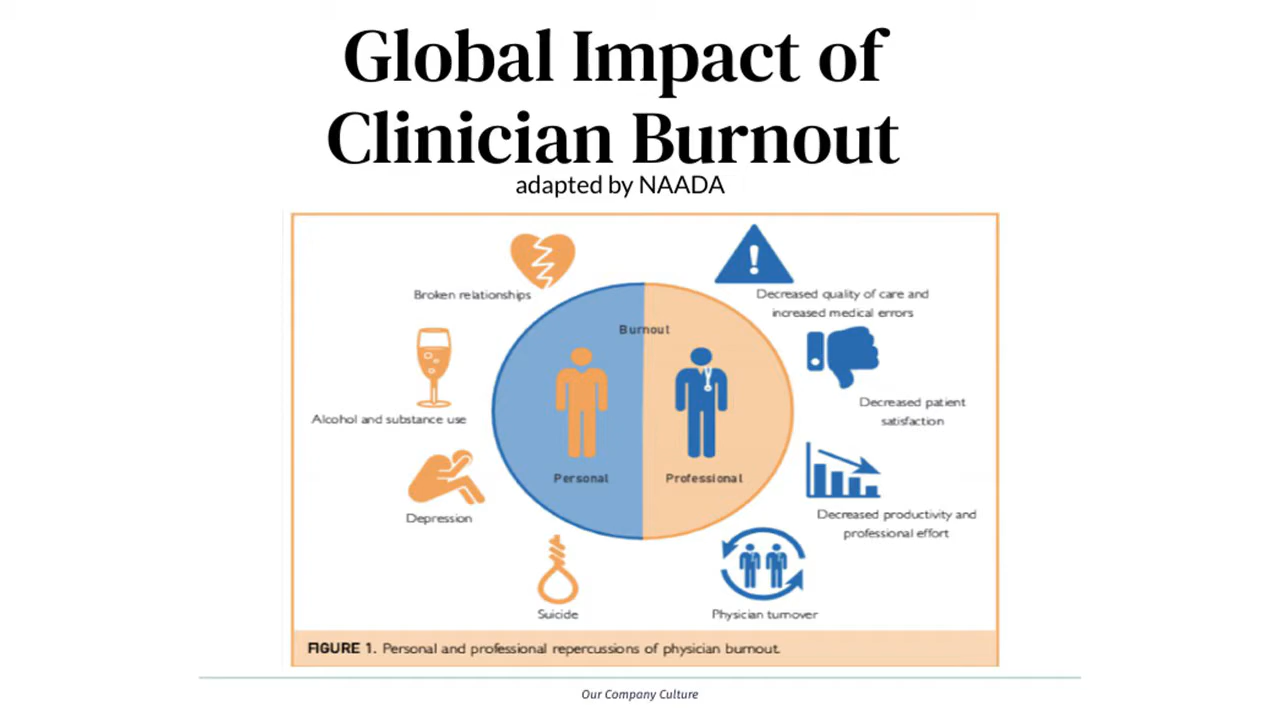 Global Impact of
Clinician Burnout
adapted by NAADA
Broken relationships
Decreased quality of care and
increased medical errors
Burnout
Alcohol and substance use
Decreased patient
satisfaction
Personal
Professional
Depression
Decreased productivity and
professional effort
Suicide
Physician turnover
FIGURE 1. Personal and professional repercussions of physician burnout.
Our Company Culture